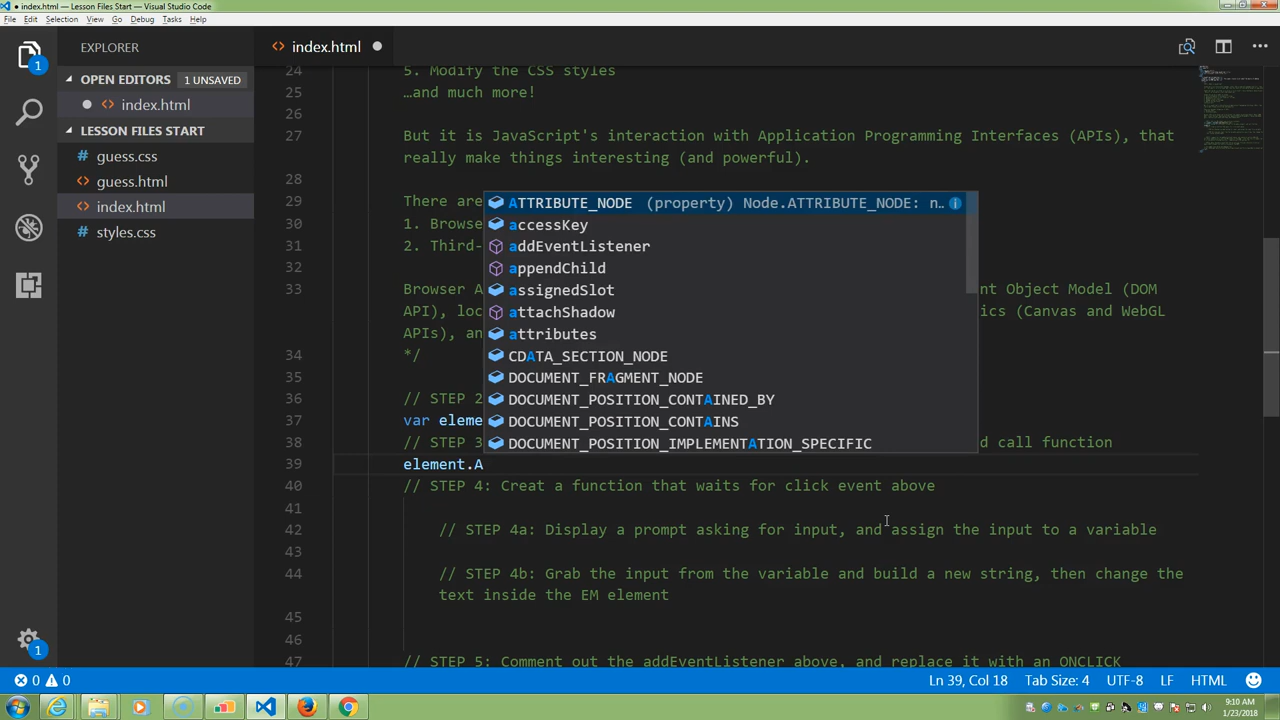 index.html — Lesson Files Start — Visual Studio Code
File Edit Selection View Go Debug Tasks Help
EXPLORER
index.html
OPEN EDITORS 1 UNSAVED
index.html
LESSON FILES START
guess.css
guess.html
index.html
styles.css
1
1
24 5. Modify the CSS styles
25 …and much more!
26
27 But it is Javascript's interaction with Application Programming Interfaces (APIs), that
really make things interesting (and powerful).
28
29 There are
30 1. Browse
31 2. Third-
32
33 Browser A nt Object Model (DOM
API), loc ics (Canvas and WebGL
APIs), an
34 */
35
36 // STEP 2
37 var eleme
38 // STEP 3 d call function
39 element.A
40 // STEP 4: Creat a function that waits for click event above
41
42 // STEP 4a: Display a prompt asking for input, and assign the input to a variable
43
44 // STEP 4b: Grab the input from the variable and build a new string, then change the
text inside the EM element
45
46
47 // STEP 5: Comment out the addEventListener above, and replace it with an ONCLICK
ATTRIBUTE_NODE (property) Node.ATTRIBUTE_NODE: n…
accessKey
addEventListener
appendChild
assignedSlot
attachShadow
attributes
CDATA_SECTION_NODE
DOCUMENT_FRAGMENT_NODE
DOCUMENT_POSITION_CONTAINED_BY
DOCUMENT_POSITION_CONTAINS
DOCUMENT_POSITION_IMPLEMENTATION_SPECIFIC
0 0 Ln 39, Col 18 Tab Size: 4 UTF-8 LF HTML
9:10 AM
1/23/2018